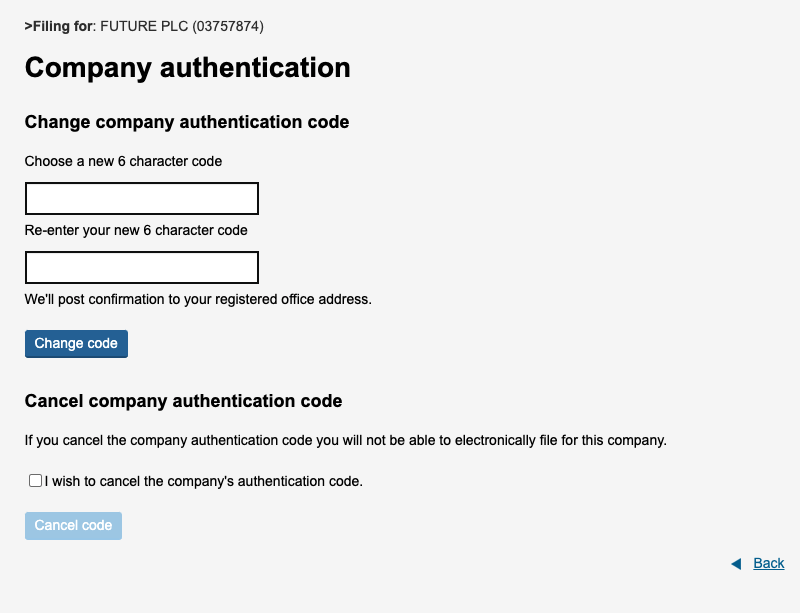 >Filing for: FUTURE PLC (03757874)
Company authentication
Change company authentication code
Choose a new 6 character code
Re-enter your new 6 character code
We'll post confirmation to your registered office address.
Change code
Cancel company authentication code
If you cancel the company authentication code you will not be able to electronically file for this company.
I wish to cancel the company's authentication code.
Cancel code
Back